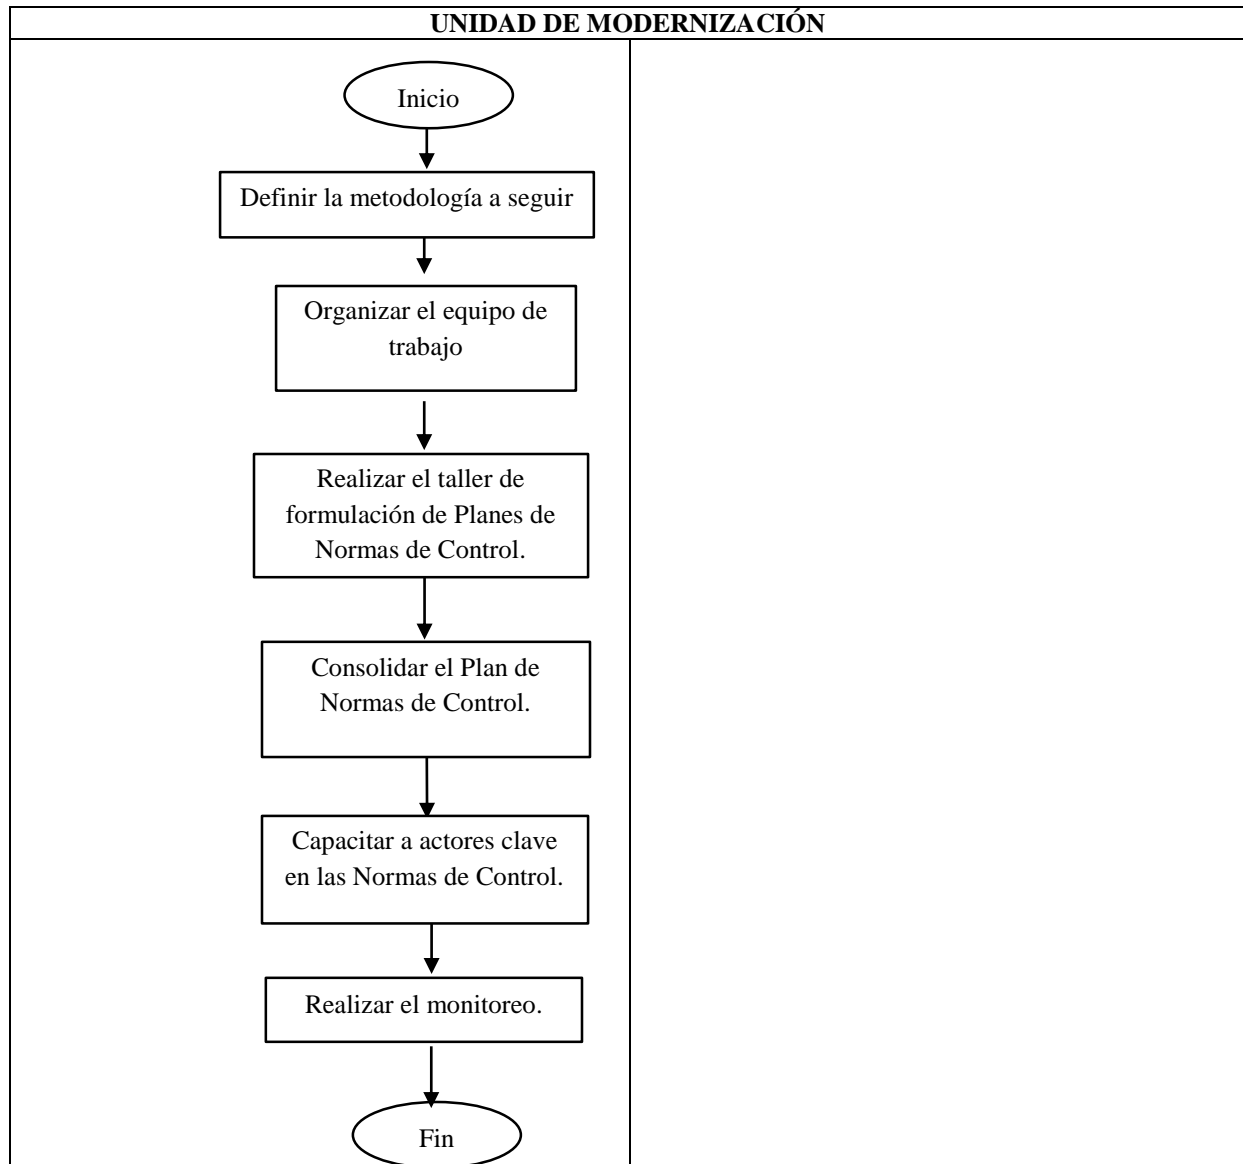 UNIDAD DE MODERNIZACIÓN
Inicio
Definir la metodología a seguir
Organizar el equipo de
trabajo
Realizar el taller de
formulación de Planes de
Normas de Control.
Consolidar el Plan de
Normas de Control.
Capacitar a actores clave
en las Normas de Control.
Realizar el monitoreo.
Fin